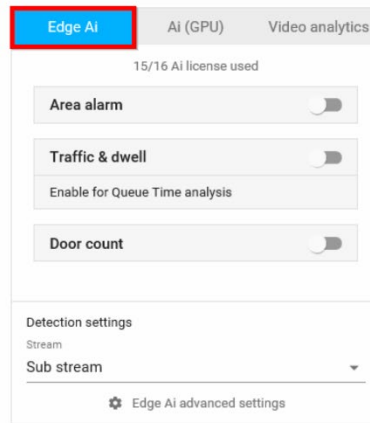 Edge Ai
Ai (GPU)
Video analytics
15/16 Ai license used
Area alarm
Traffic & dwell
Enable for Queue Time analysis
Door count
Detection settings
Stream
Sub stream
Edge Ai advanced settings